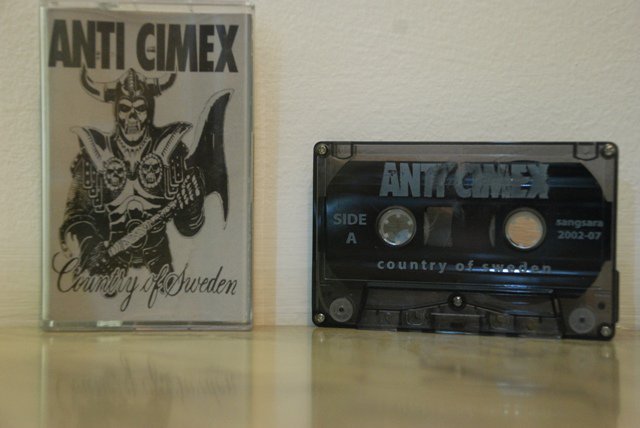 ANTI CIMEX
Country of Sweden
ANTI CIMEX
SIDE
A
sangsara
2002-07
country of sweden